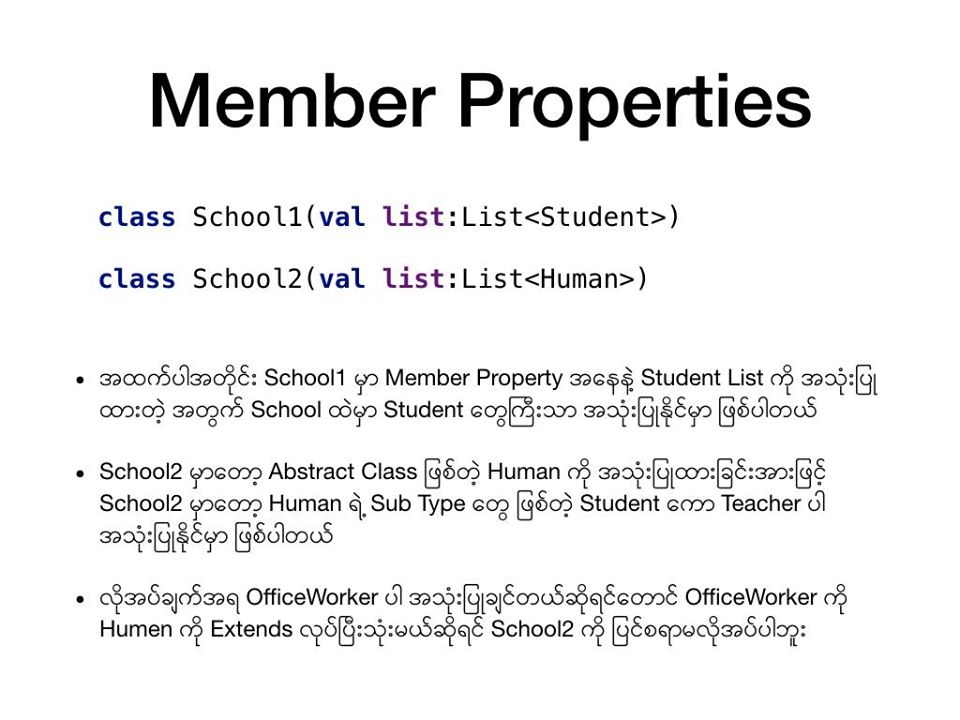 Member Properties
class School1(val list:List<Student>)
class School2(val list:List<Human>)
• အထက်ပါအတိုင်း School1 မှာ Member Property အနေနဲ့ Student List ကို အသုံးပြု
ထားတဲ့ အတွက် School ထဲမှာ Student တွေကြီးသာ အသုံးပြုနိုင်မှာ ဖြစ်ပါတယ်
• School2 မှာတော့ Abstract Class ဖြစ်တဲ့ Human ကို အသုံးပြုထားခြင်းအားဖြင့်
School2 မှာတော့ Human ရဲ့ Sub Type တွေ ဖြစ်တဲ့ Student ကော Teacher ပါ
အသုံးပြုနိုင်မှာ ဖြစ်ပါတယ်
• လိုအပ်ချက်အရ OfficeWorker ပါ အသုံးပြုချင်တယ်ဆိုရင်တောင် OfficeWorker ကို
Humen ကို Extends လုပ်ပြီးသုံးမယ်ဆိုရင် School2 ကို ပြင်စရာမလိုအပ်ပါဘူး